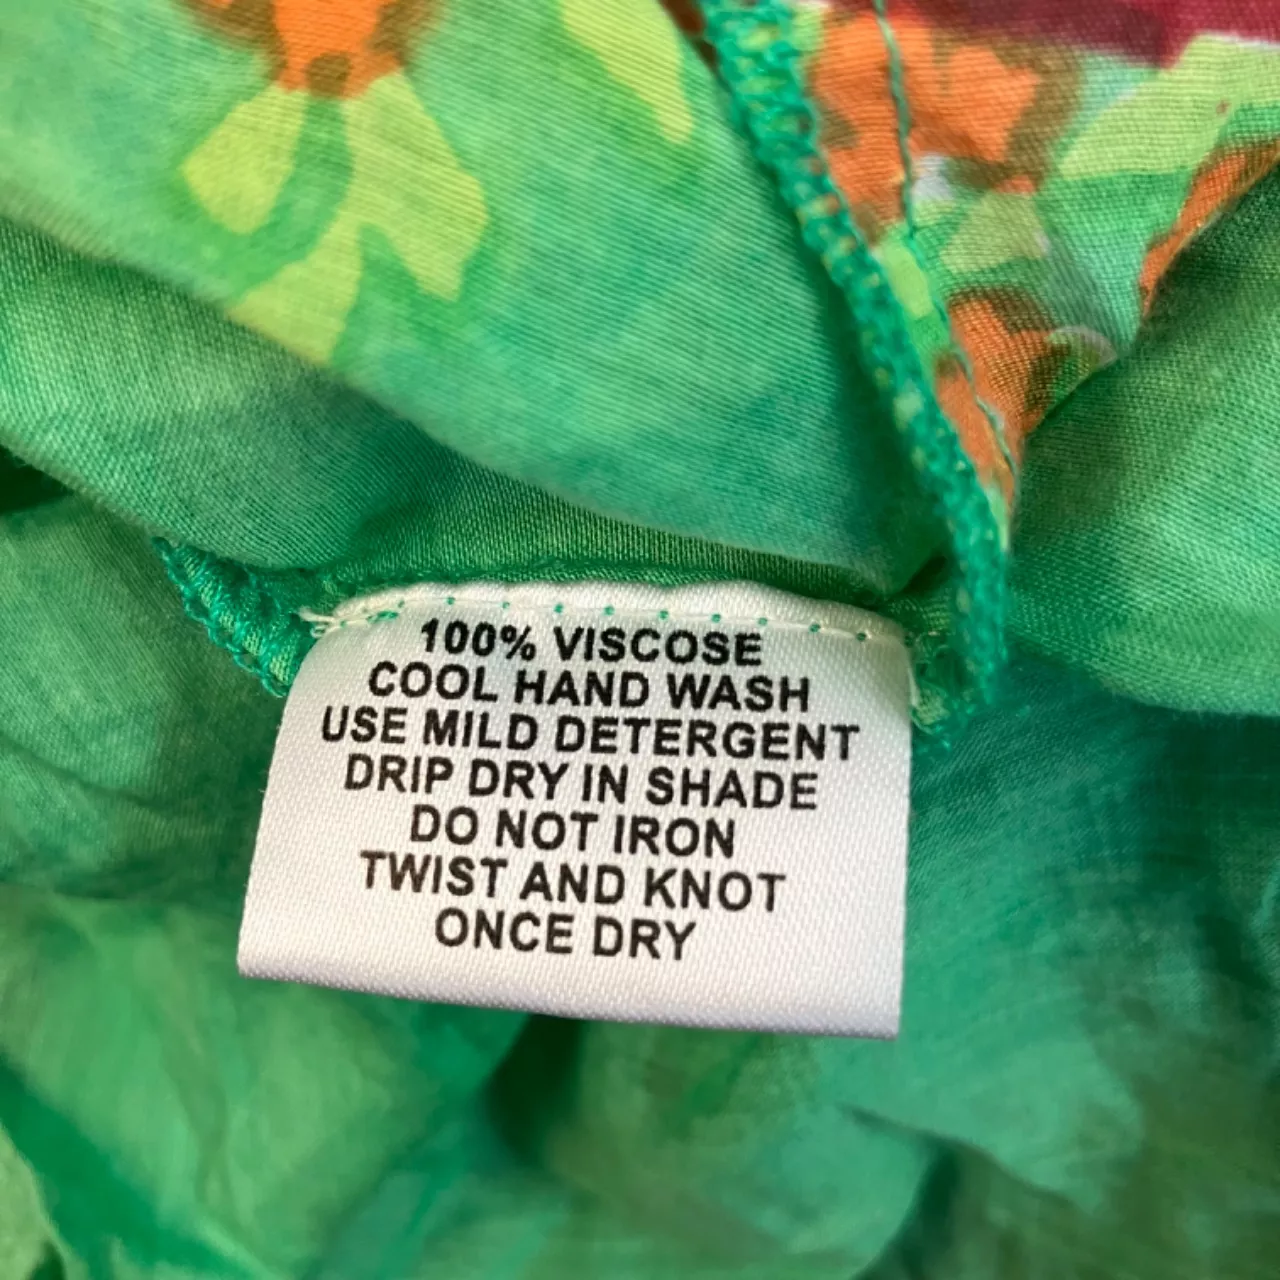 100% VISCOSE
COOL HAND WASH
USE MILD DETERGENT
DRIP DRY IN SHADE
DO NOT IRON
TWIST AND KNOT
ONCE DRY